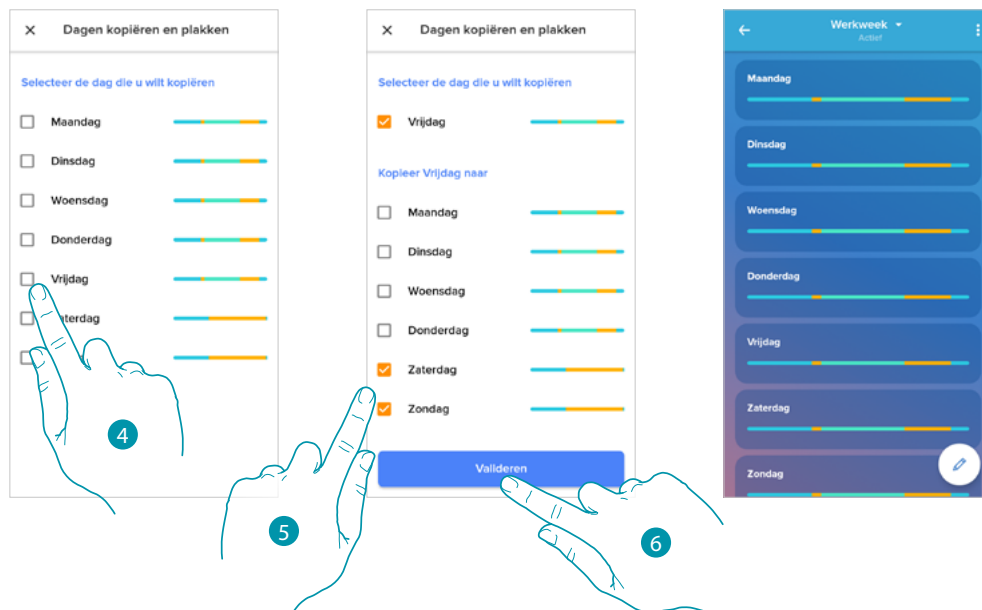 Dagen kopiëren en plakken
Selecteer de dag die u wilt kopiëren
Maandag
Dinsdag
Woensdag
Donderdag
Vrijdag
4
Dagen kopiëren en plakken
Selecteer de dag die u wilt kopiëren
Vrijdag
Kopieer Vrijdag naar
Maandag
Dinsdag
Woensdag
Donderdag
Zaterdag
Zondag
Valideren
5
6
Werkweek
Actief
Maandag
Dinsdag
Woensdag
Donderdag
Vrijdag
Zaterdag
Zondag